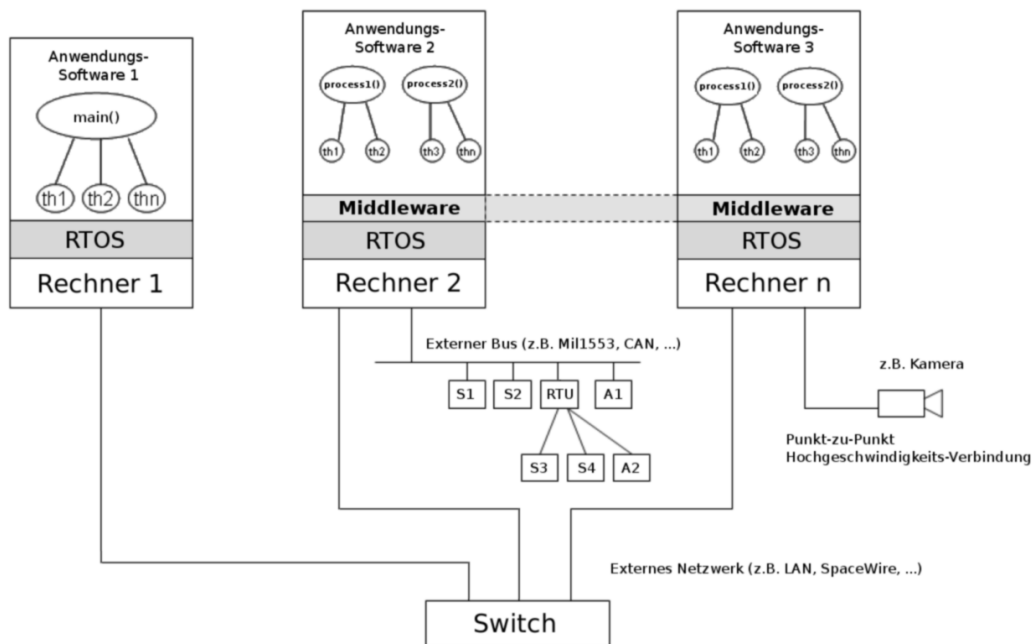 Anwendungs-
Software 1
main()
th1 th2 thn
RTOS
Rechner 1
Anwendungs-
Software 2
process1() process2()
th1 th2 th3 thn
Middleware
RTOS
Rechner 2
Anwendungs-
Software 3
process1() process2()
th1 th2 th3 thn
Middleware
RTOS
Rechner n
Externer Bus (z.B. Mil1553, CAN, ...)
S1 S2 RTU A1
S3 S4 A2
z.B. Kamera
Punkt-zu-Punkt
Hochgeschwindigkeits-Verbindung
Externes Netzwerk (z.B. LAN, SpaceWire, ...)
Switch